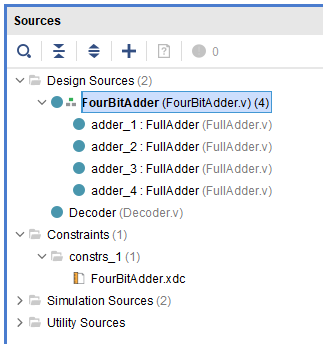 Sources
0
Design Sources (2)
FourBitAdder (FourBitAdder.v) (4)
adder_1 : FullAdder (FullAdder.v)
adder_2 : FullAdder (FullAdder.v)
adder_3 : FullAdder (FullAdder.v)
adder_4 : FullAdder (FullAdder.v)
Decoder (Decoder.v)
Constraints (1)
constrs_1 (1)
FourBitAdder.xdc
Simulation Sources (2)
Utility Sources